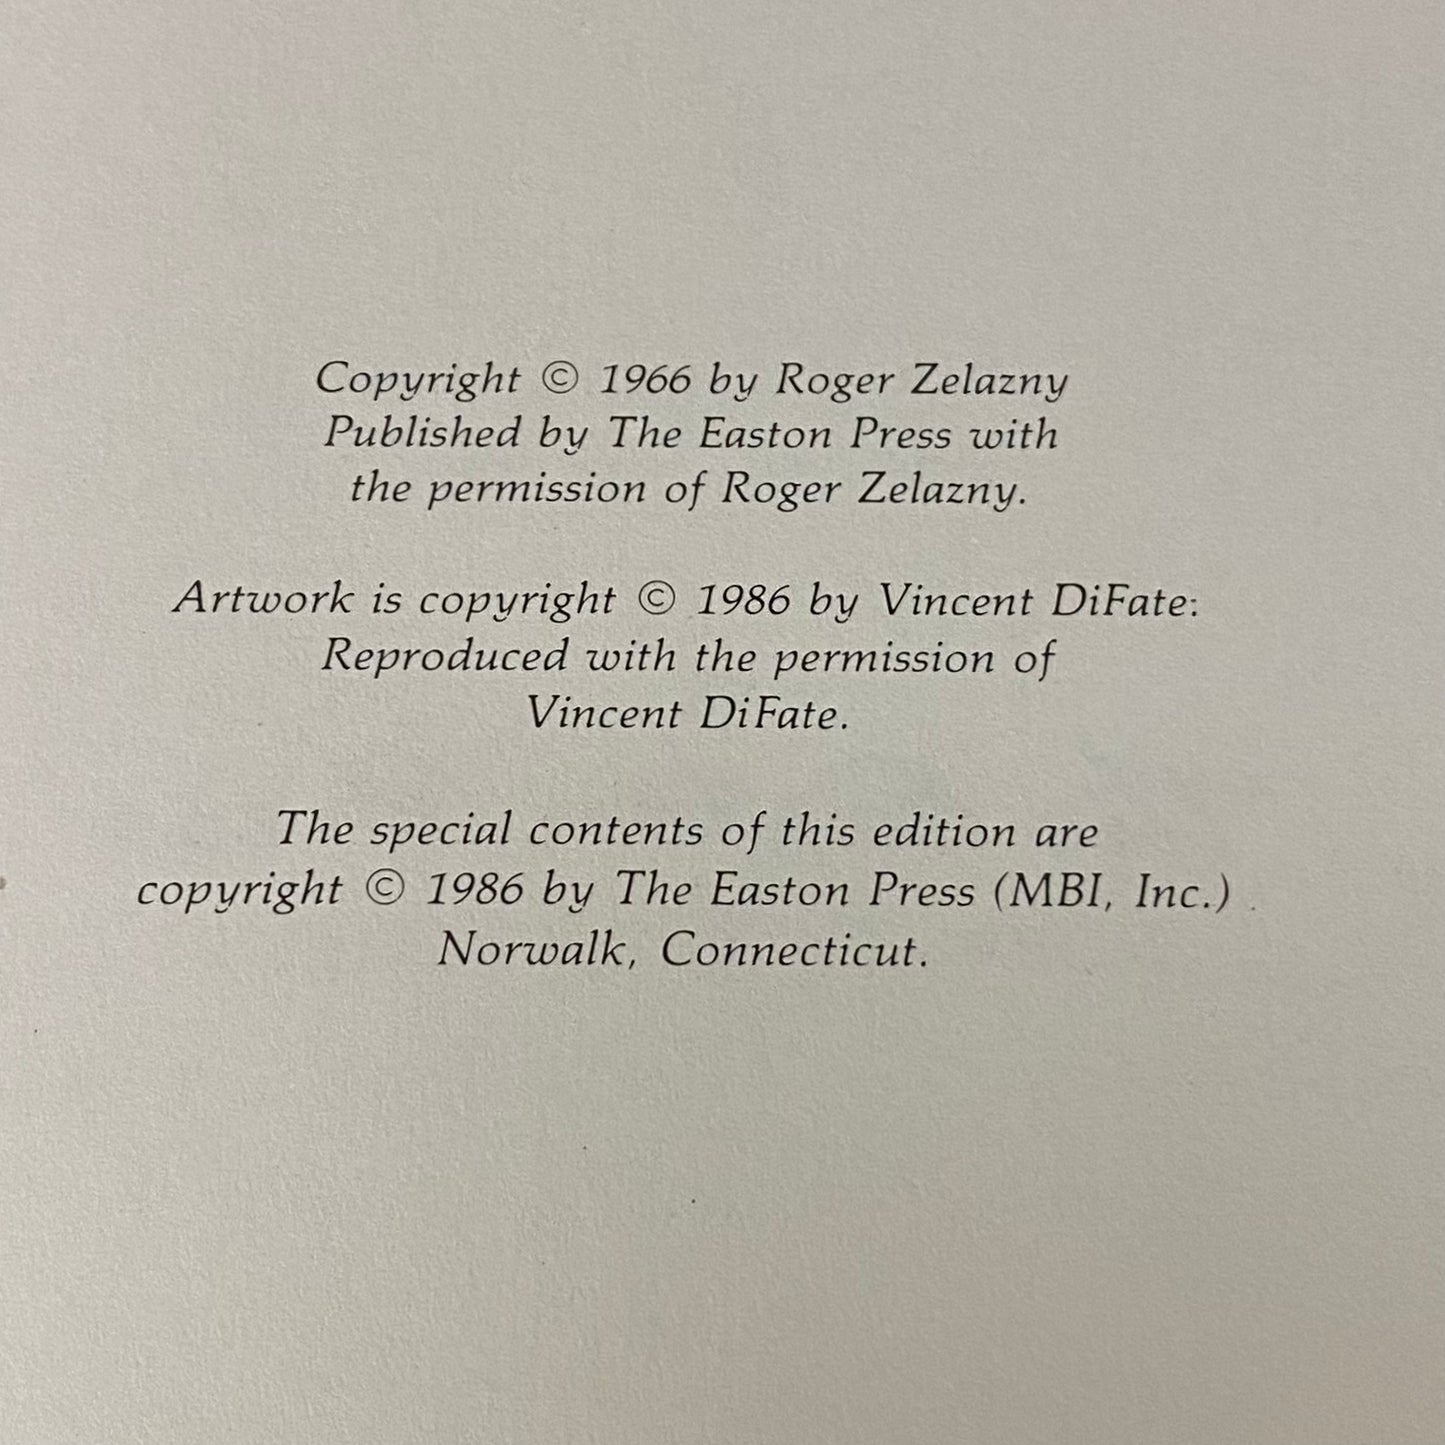 Copyright © 1966 by Roger Zelazny
Published by The Easton Press with
the permission of Roger Zelazny.
Artwork is copyright © 1986 by Vincent DiFate:
Reproduced with the permission of
Vincent DiFate.
The special contents of this edition are
copyright © 1986 by The Easton Press (MBI, Inc.)
Norwalk, Connecticut.